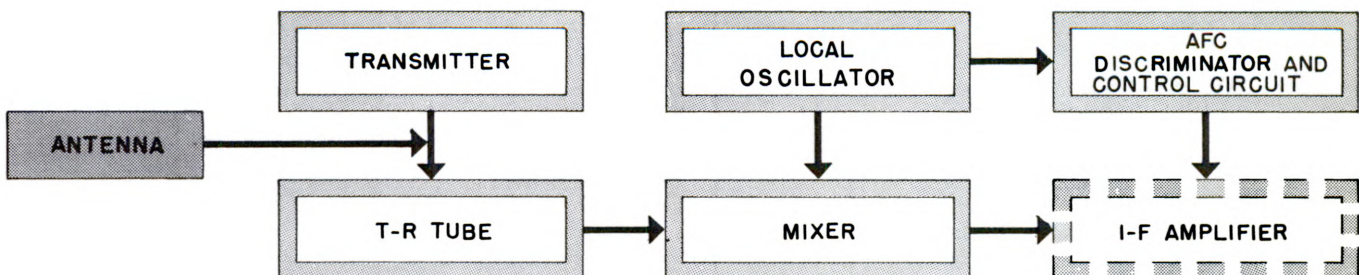 TRANSMITTER
LOCAL
OSCILLATOR
AFC
DISCRIMINATOR AND
CONTROL CIRCUIT
ANTENNA
T-R TUBE
MIXER
I-F AMPLIFIER